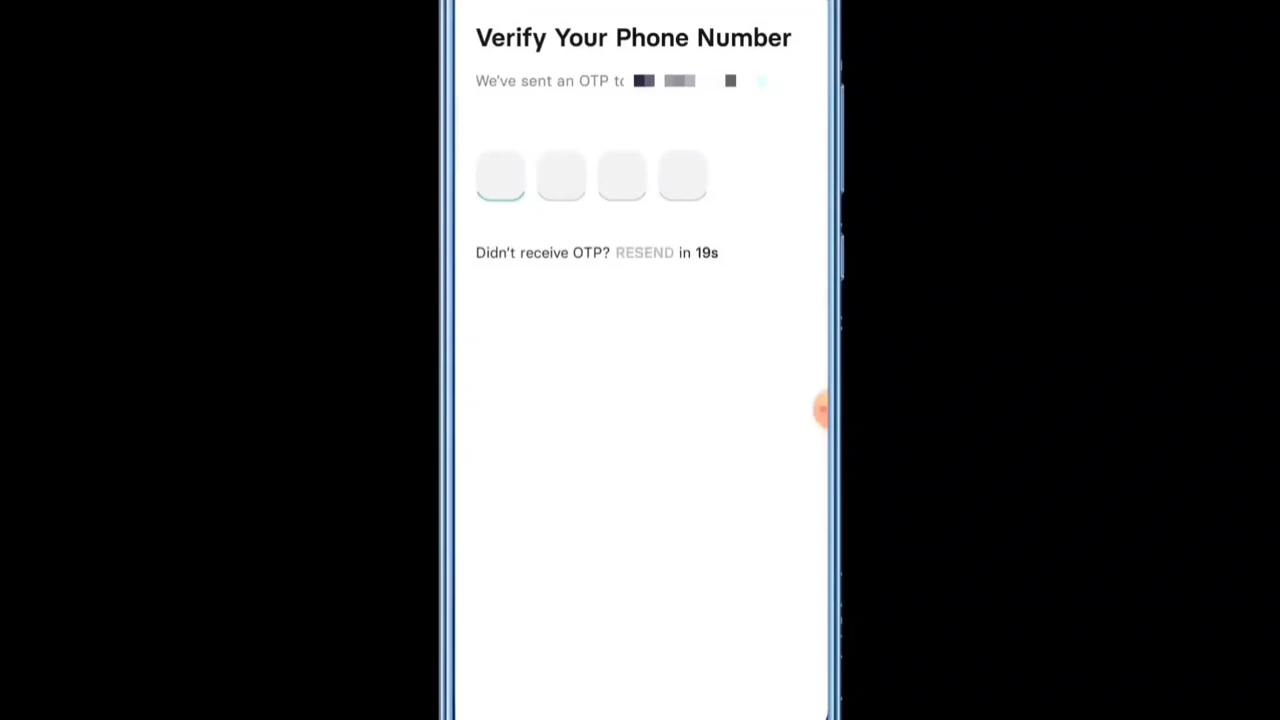 Verify Your Phone Number
We've sent an OTP to
Didn't receive OTP? RESEND in 19s